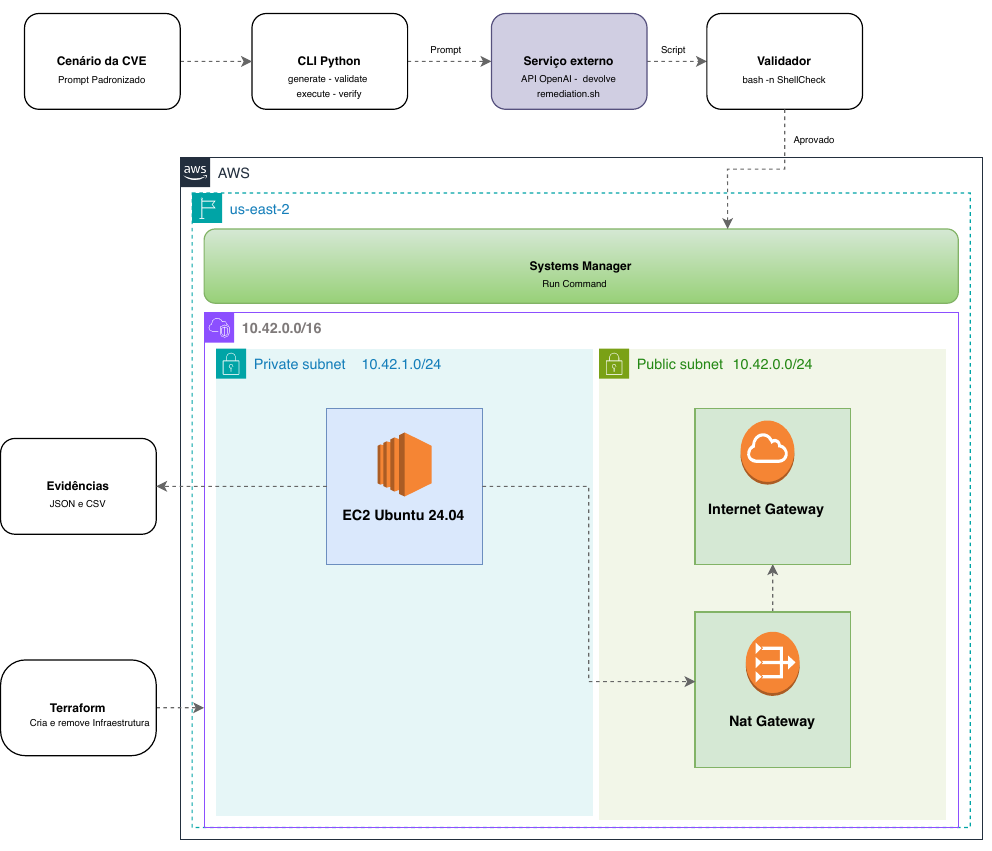 Cenário da CVE
Prompt Padronizado
CLI Python
generate - validate
execute - verify
Prompt
Serviço externo
API OpenAI - devolve
remediation.sh
Script
Validador
bash -n ShellCheck
Aprovado
aws
AWS
us-east-2
Systems Manager
Run Command
10.42.0.0/16
Private subnet 10.42.1.0/24
Public subnet 10.42.0.0/24
EC2 Ubuntu 24.04
Internet Gateway
Evidências
JSON e CSV
Nat Gateway
Terraform
Cria e remove Infraestrutura